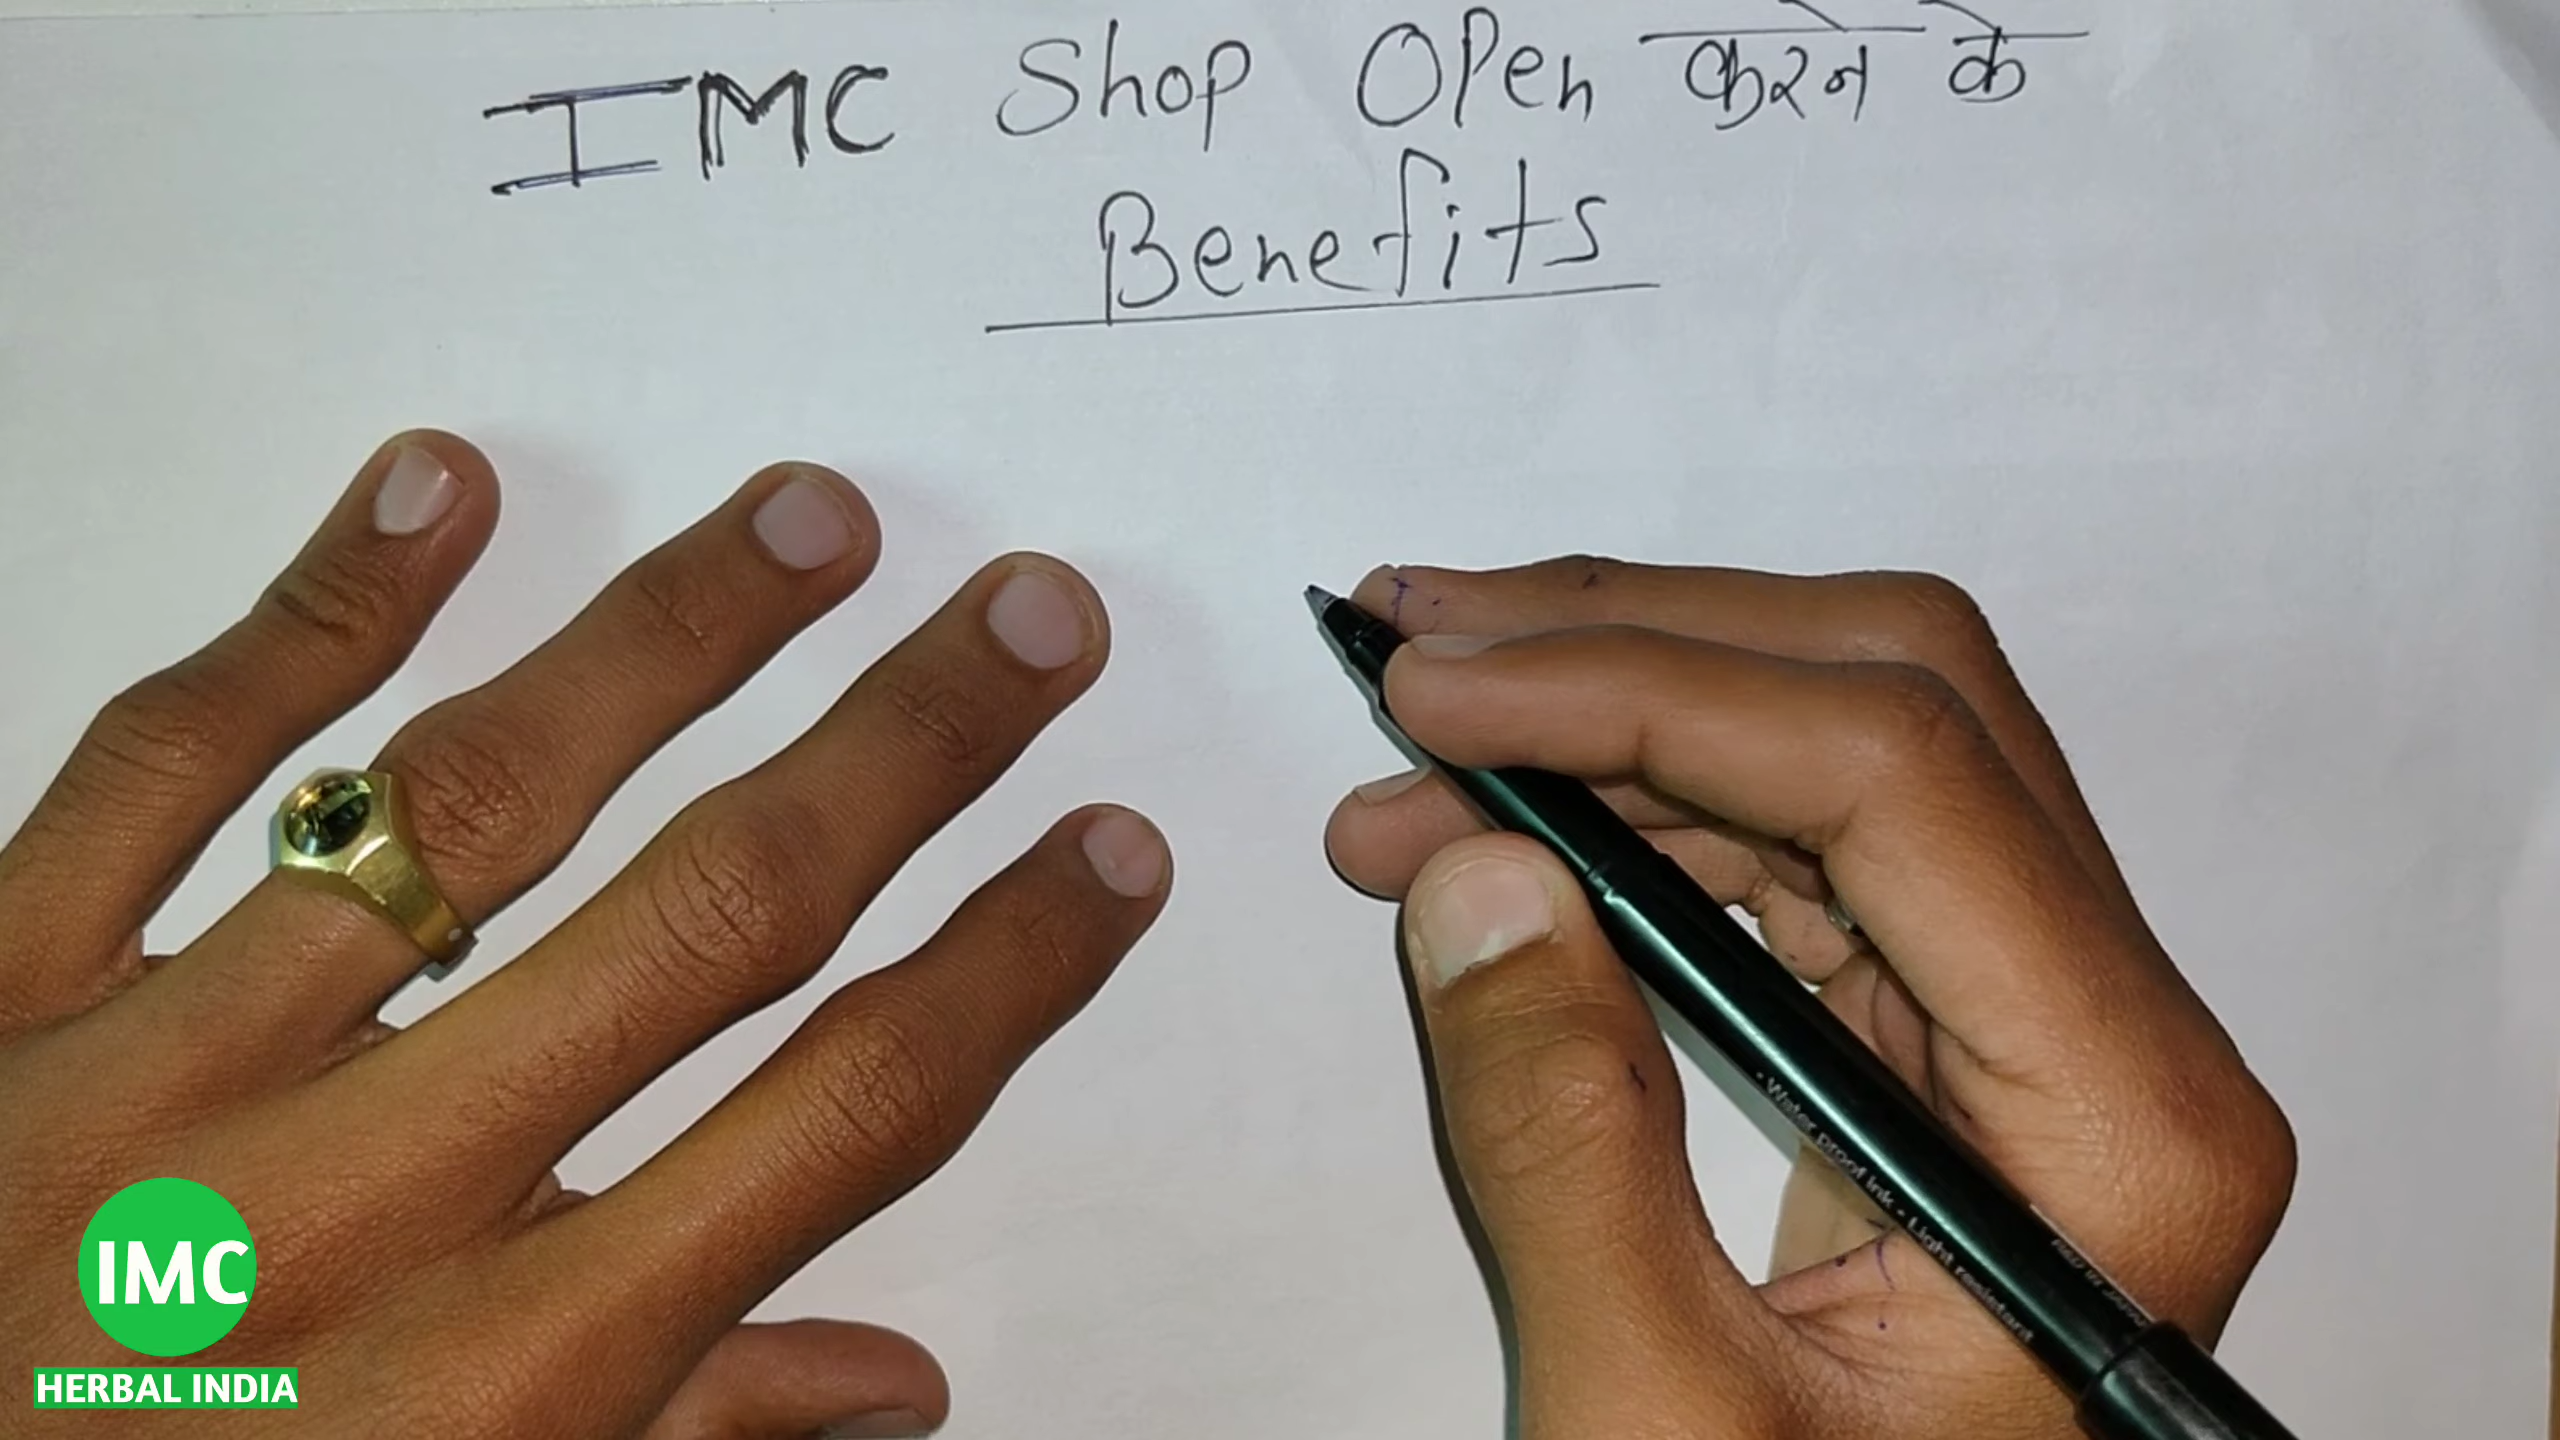 IMC Shop Open करने के
Benefits
• Water proof ink • Light resistant
IMC
HERBAL INDIA